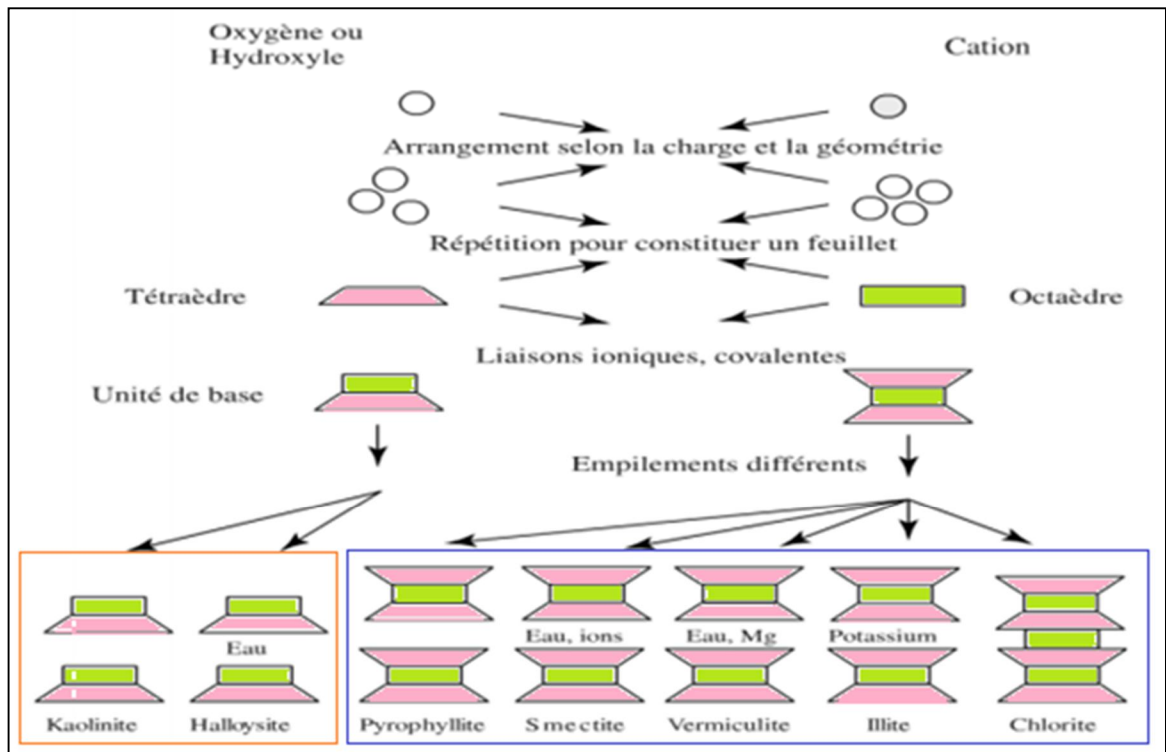 Oxygène ou
Hydroxyle
Cation
Arrangement selon la charge et la géométrie
Répétition pour constituer un feuillet
Tétraèdre
Octaèdre
Liaisons ioniques, covalentes
Unité de base
Empilements différents
Eau
Eau, ions
Eau, Mg
Potassium
Kaolinite
Halloysite
Pyrophyllite
Smectite
Vermiculite
Illite
Chlorite